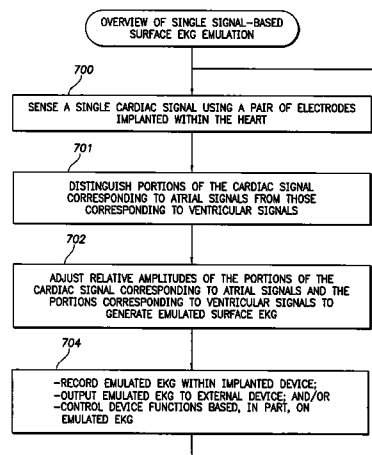 OVERVIEW OF SINGLE SIGNAL-BASED
SURFACE EKG EMULATION
700
SENSE A SINGLE CARDIAC SIGNAL USING A PAIR OF ELECTRODES
IMPLANTED WITHIN THE HEART
701
DISTINGUISH PORTIONS OF THE CARDIAC SIGNAL
CORRESPONDING TO ATRIAL SIGNALS FROM THOSE
CORRESPONDING TO VENTRICULAR SIGNALS
702
ADJUST RELATIVE AMPLITUDES OF THE PORTIONS OF THE
CARDIAC SIGNAL CORRESPONDING TO ATRIAL SIGNALS AND THE
PORTIONS CORRESPONDING TO VENTRICULAR SIGNALS TO
GENERATE EMULATED SURFACE EKG
704
-RECORD EMULATED EKG WITHIN IMPLANTED DEVICE;
-OUTPUT EMULATED EKG TO EXTERNAL DEVICE; AND/OR
-CONTROL DEVICE FUNCTIONS BASED, IN PART, ON
EMULATED EKG